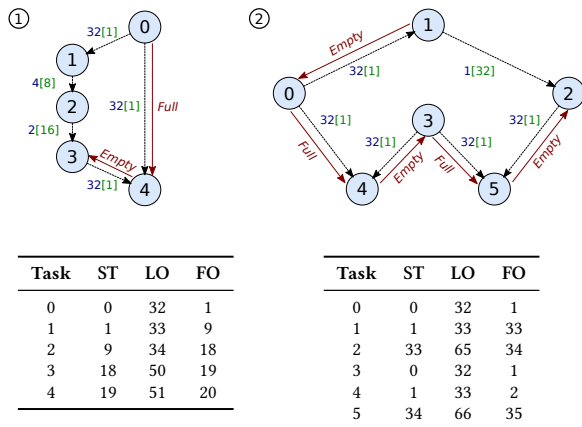 1
0
32[1]
1
4[8]
2
32[1]
Full
2[16]
3
Empty
32[1]
4
2
1
Empty
32[1]
1[32]
0
2
32[1]
3
32[1]
32[1]
32[1]
Full
Empty
Full
Empty
4
5
Task ST LO FO
0 0 32 1
1 1 33 9
2 9 34 18
3 18 50 19
4 19 51 20
Task ST LO FO
0 0 32 1
1 1 33 33
2 33 65 34
3 0 32 1
4 1 33 2
5 34 66 35